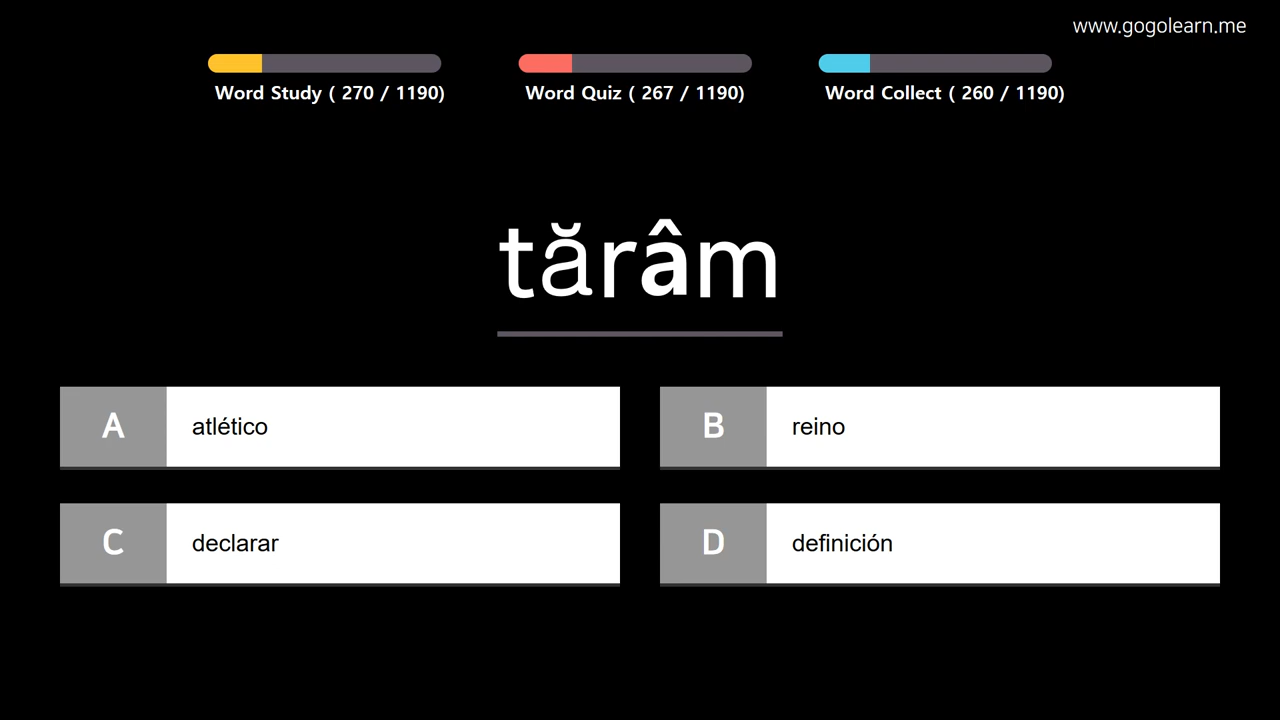 www.gogolearn.me
Word Study ( 270 / 1190)
Word Quiz ( 267 / 1190)
Word Collect ( 260 / 1190)
tărâm
A atlético
B reino
C declarar
D definición